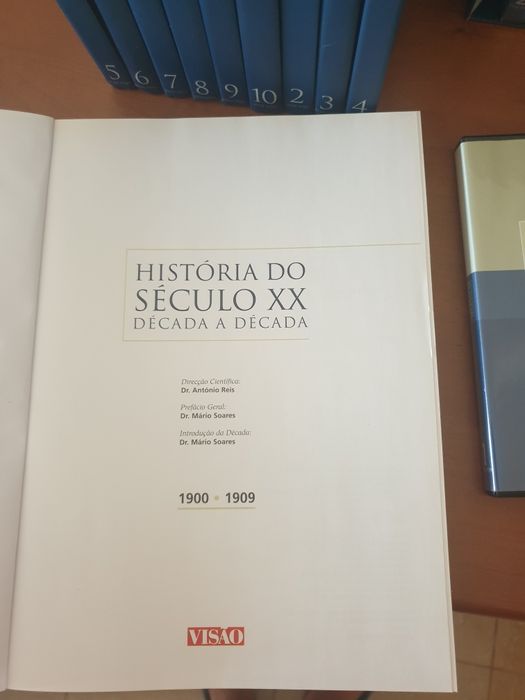 5 6 7 8 9 10 2 3 4
HISTÓRIA DO
SÉCULO XX
DÉCADA A DÉCADA
Direcção Científica:
Dr. António Reis
Prefácio Geral:
Dr. Mário Soares
Introdução da Década:
Dr. Mário Soares
1900 • 1909
VISÃO